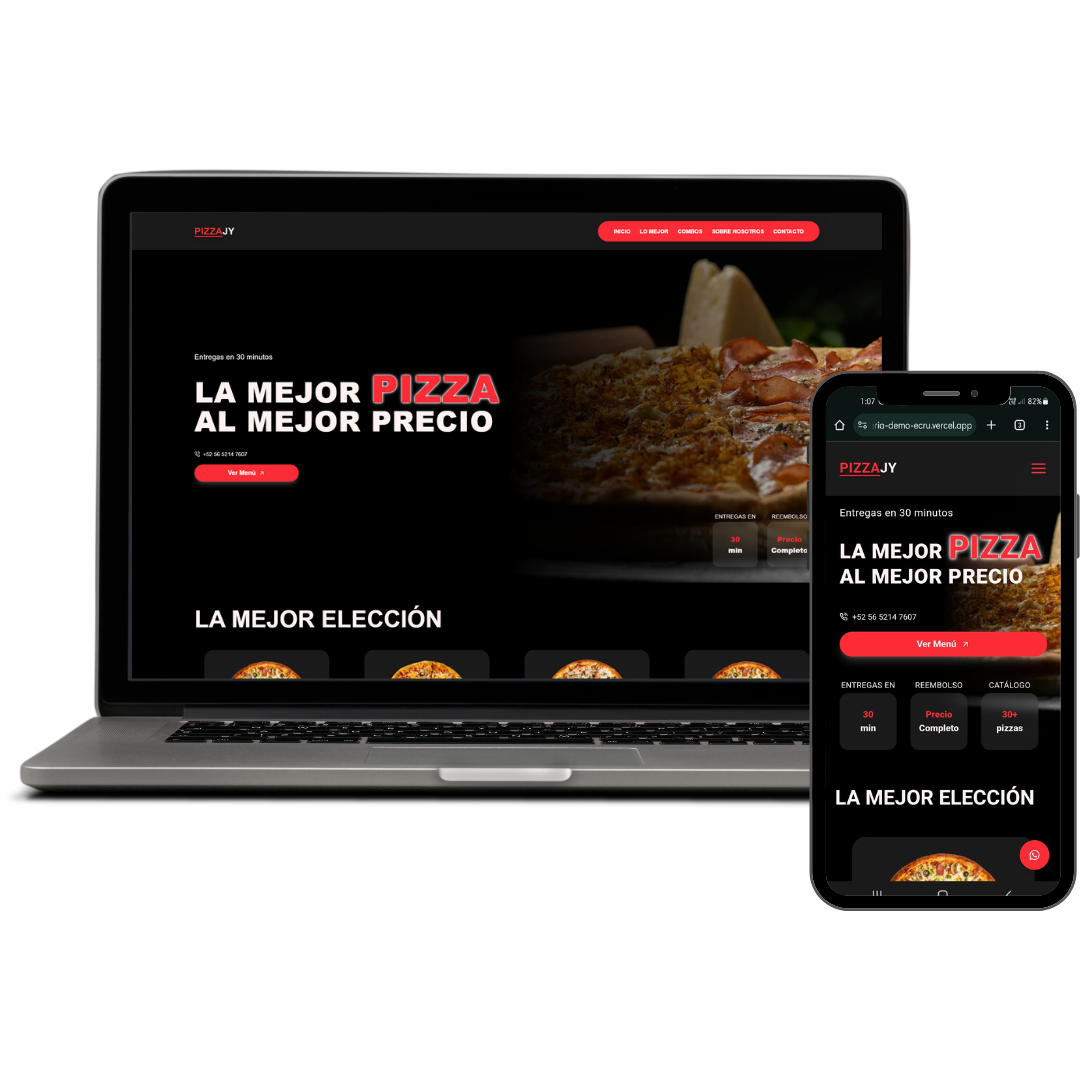 PIZZAJY
INICIO LO MEJOR COMBOS SOBRE NOSOTROS CONTACTO
Entregas en 30 minutos
LA MEJOR PIZZA
AL MEJOR PRECIO
+52 56 5214 7607
Ver Menú
ENTREGAS EN REEMBOLSO
30 Precio
min Completo
LA MEJOR ELECCIÓN
1:07 82%
ria-demo-ecru.vercel.app 3
PIZZAJY
Entregas en 30 minutos
LA MEJOR PIZZA
AL MEJOR PRECIO
+52 56 5214 7607
Ver Menú
ENTREGAS EN REEMBOLSO CATÁLOGO
30 Precio 30+
min Completo pizzas
LA MEJOR ELECCIÓN